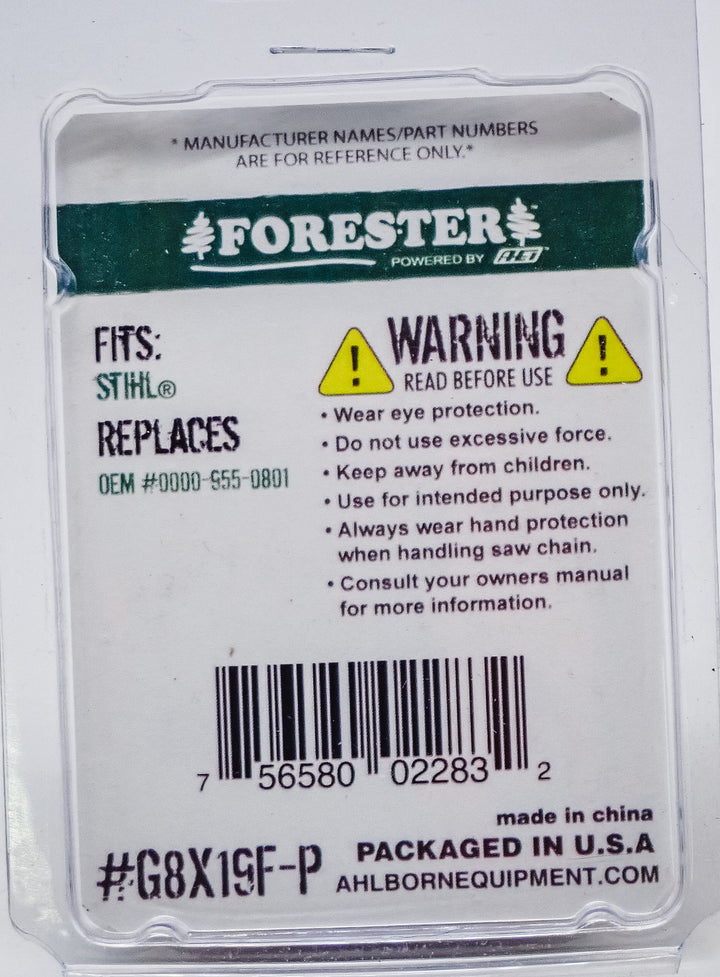 * MANUFACTURER NAMES/PART NUMBERS
ARE FOR REFERENCE ONLY.*
FORESTER™
POWERED BY AET™
FITS:
STIHL®
REPLACES
OEM #0000-955-0801
! WARNING !
READ BEFORE USE
• Wear eye protection.
• Do not use excessive force.
• Keep away from children.
• Use for intended purpose only.
• Always wear hand protection
when handling saw chain.
• Consult your owners manual
for more information.
7 56580 02283 2
made in china
PACKAGED IN U.S.A
#G8X19F-P
AHLBORNEQUIPMENT.COM